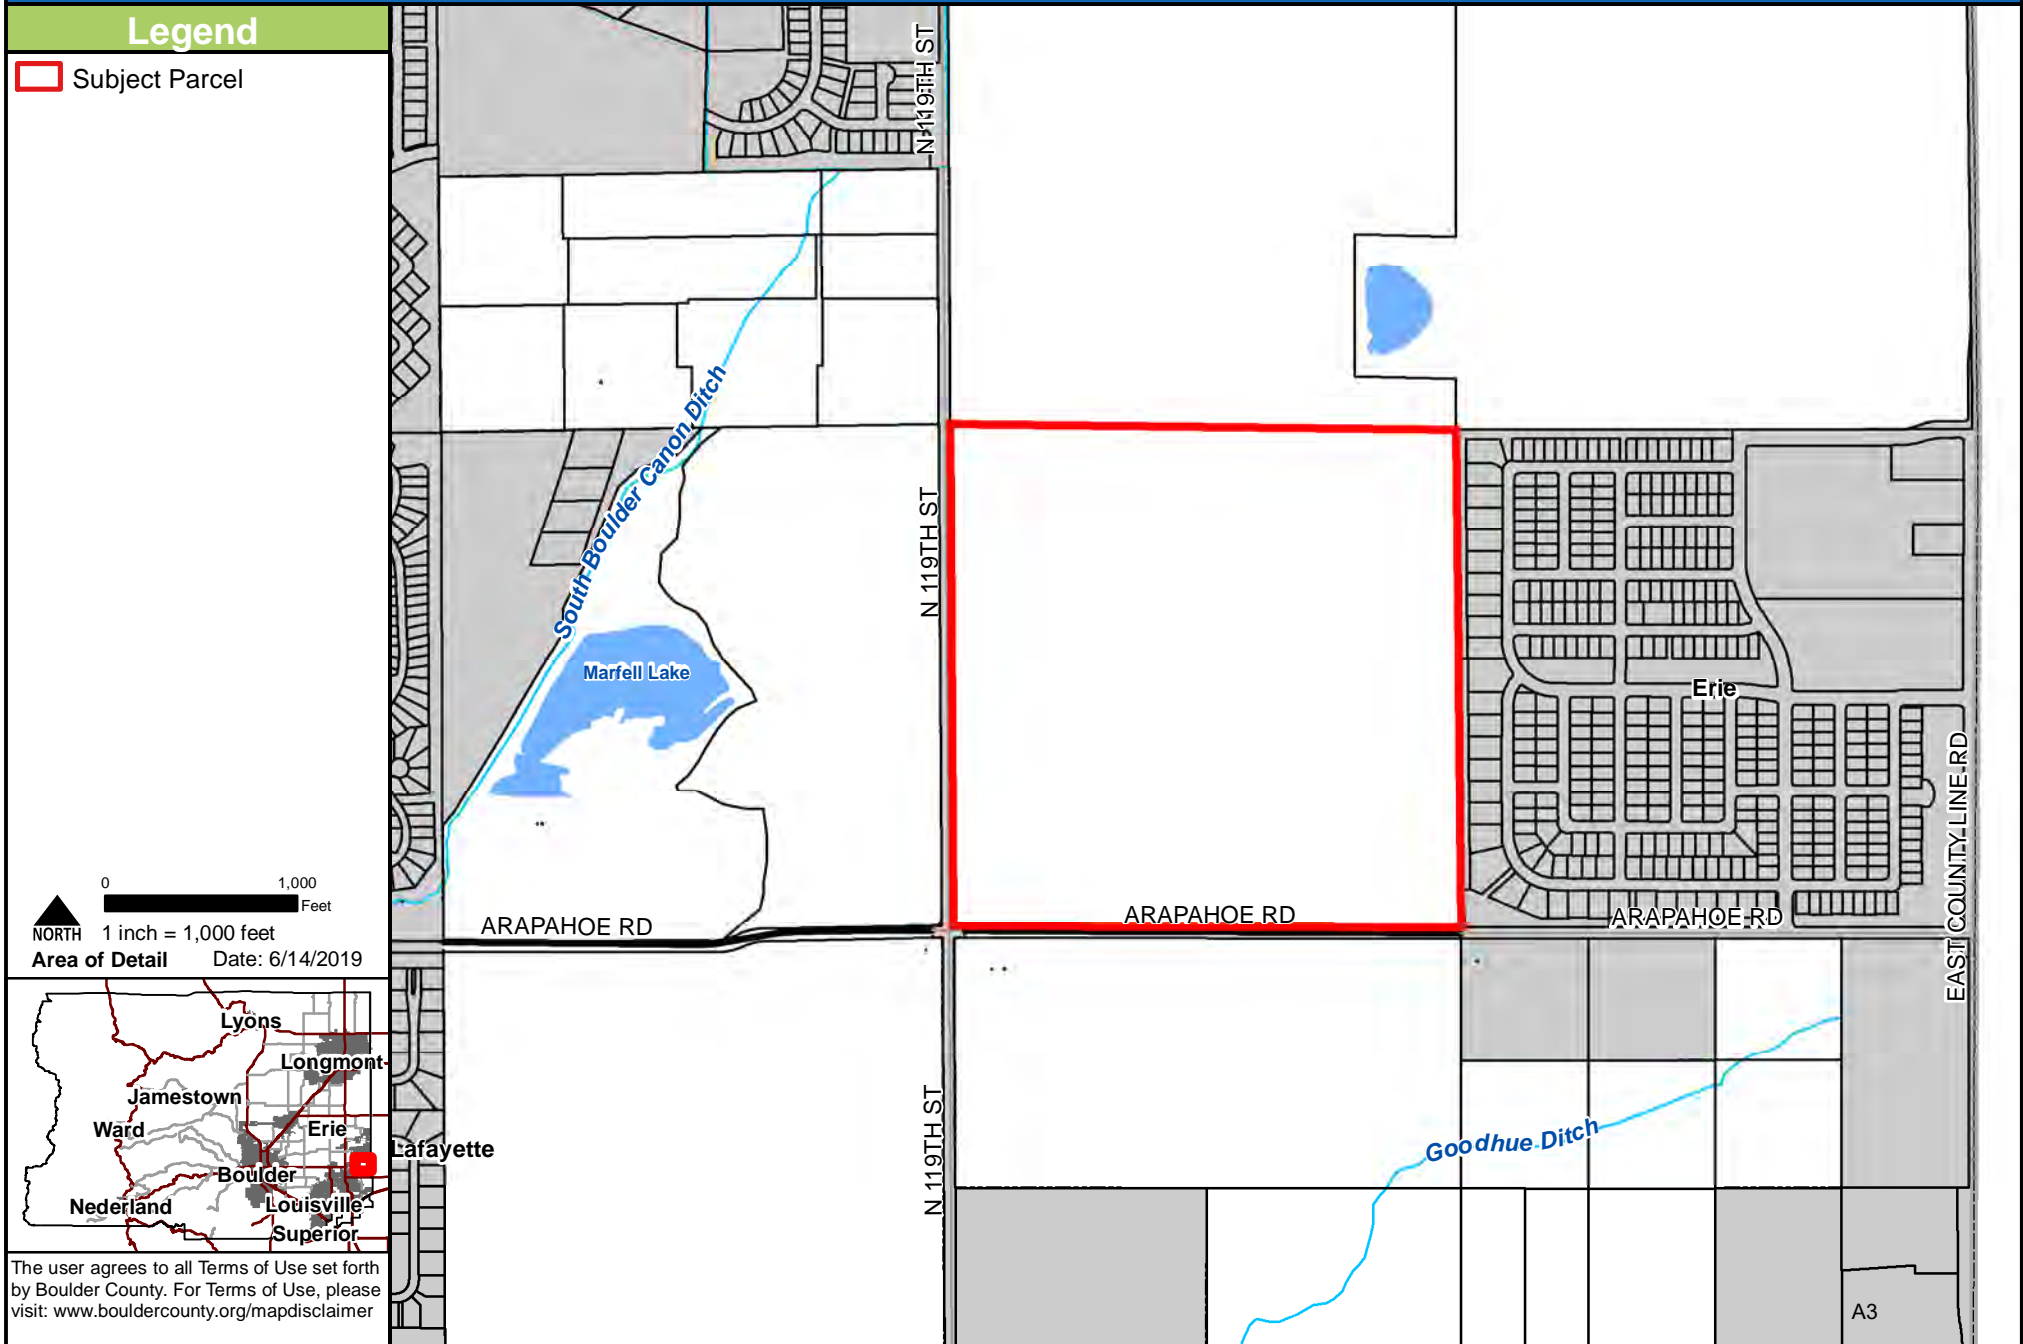 Legend
Subject Parcel
0 1,000
Feet
NORTH
1 inch = 1,000 feet
Area of Detail Date: 6/14/2019
Lyons
Longmont
Jamestown
Ward
Erie
Lafayette
Boulder
Nederland
Louisville
Superior
The user agrees to all Terms of Use set forth
by Boulder County. For Terms of Use, please
visit: www.bouldercounty.org/mapdisclaimer
N 119TH ST
South Boulder Canon Ditch
N 119TH ST
Marfell Lake
Erie
EAST COUNTY LINE RD
ARAPAHOE RD
ARAPAHOE RD
ARAPAHOE RD
N 119TH ST
Goodhue Ditch
A3